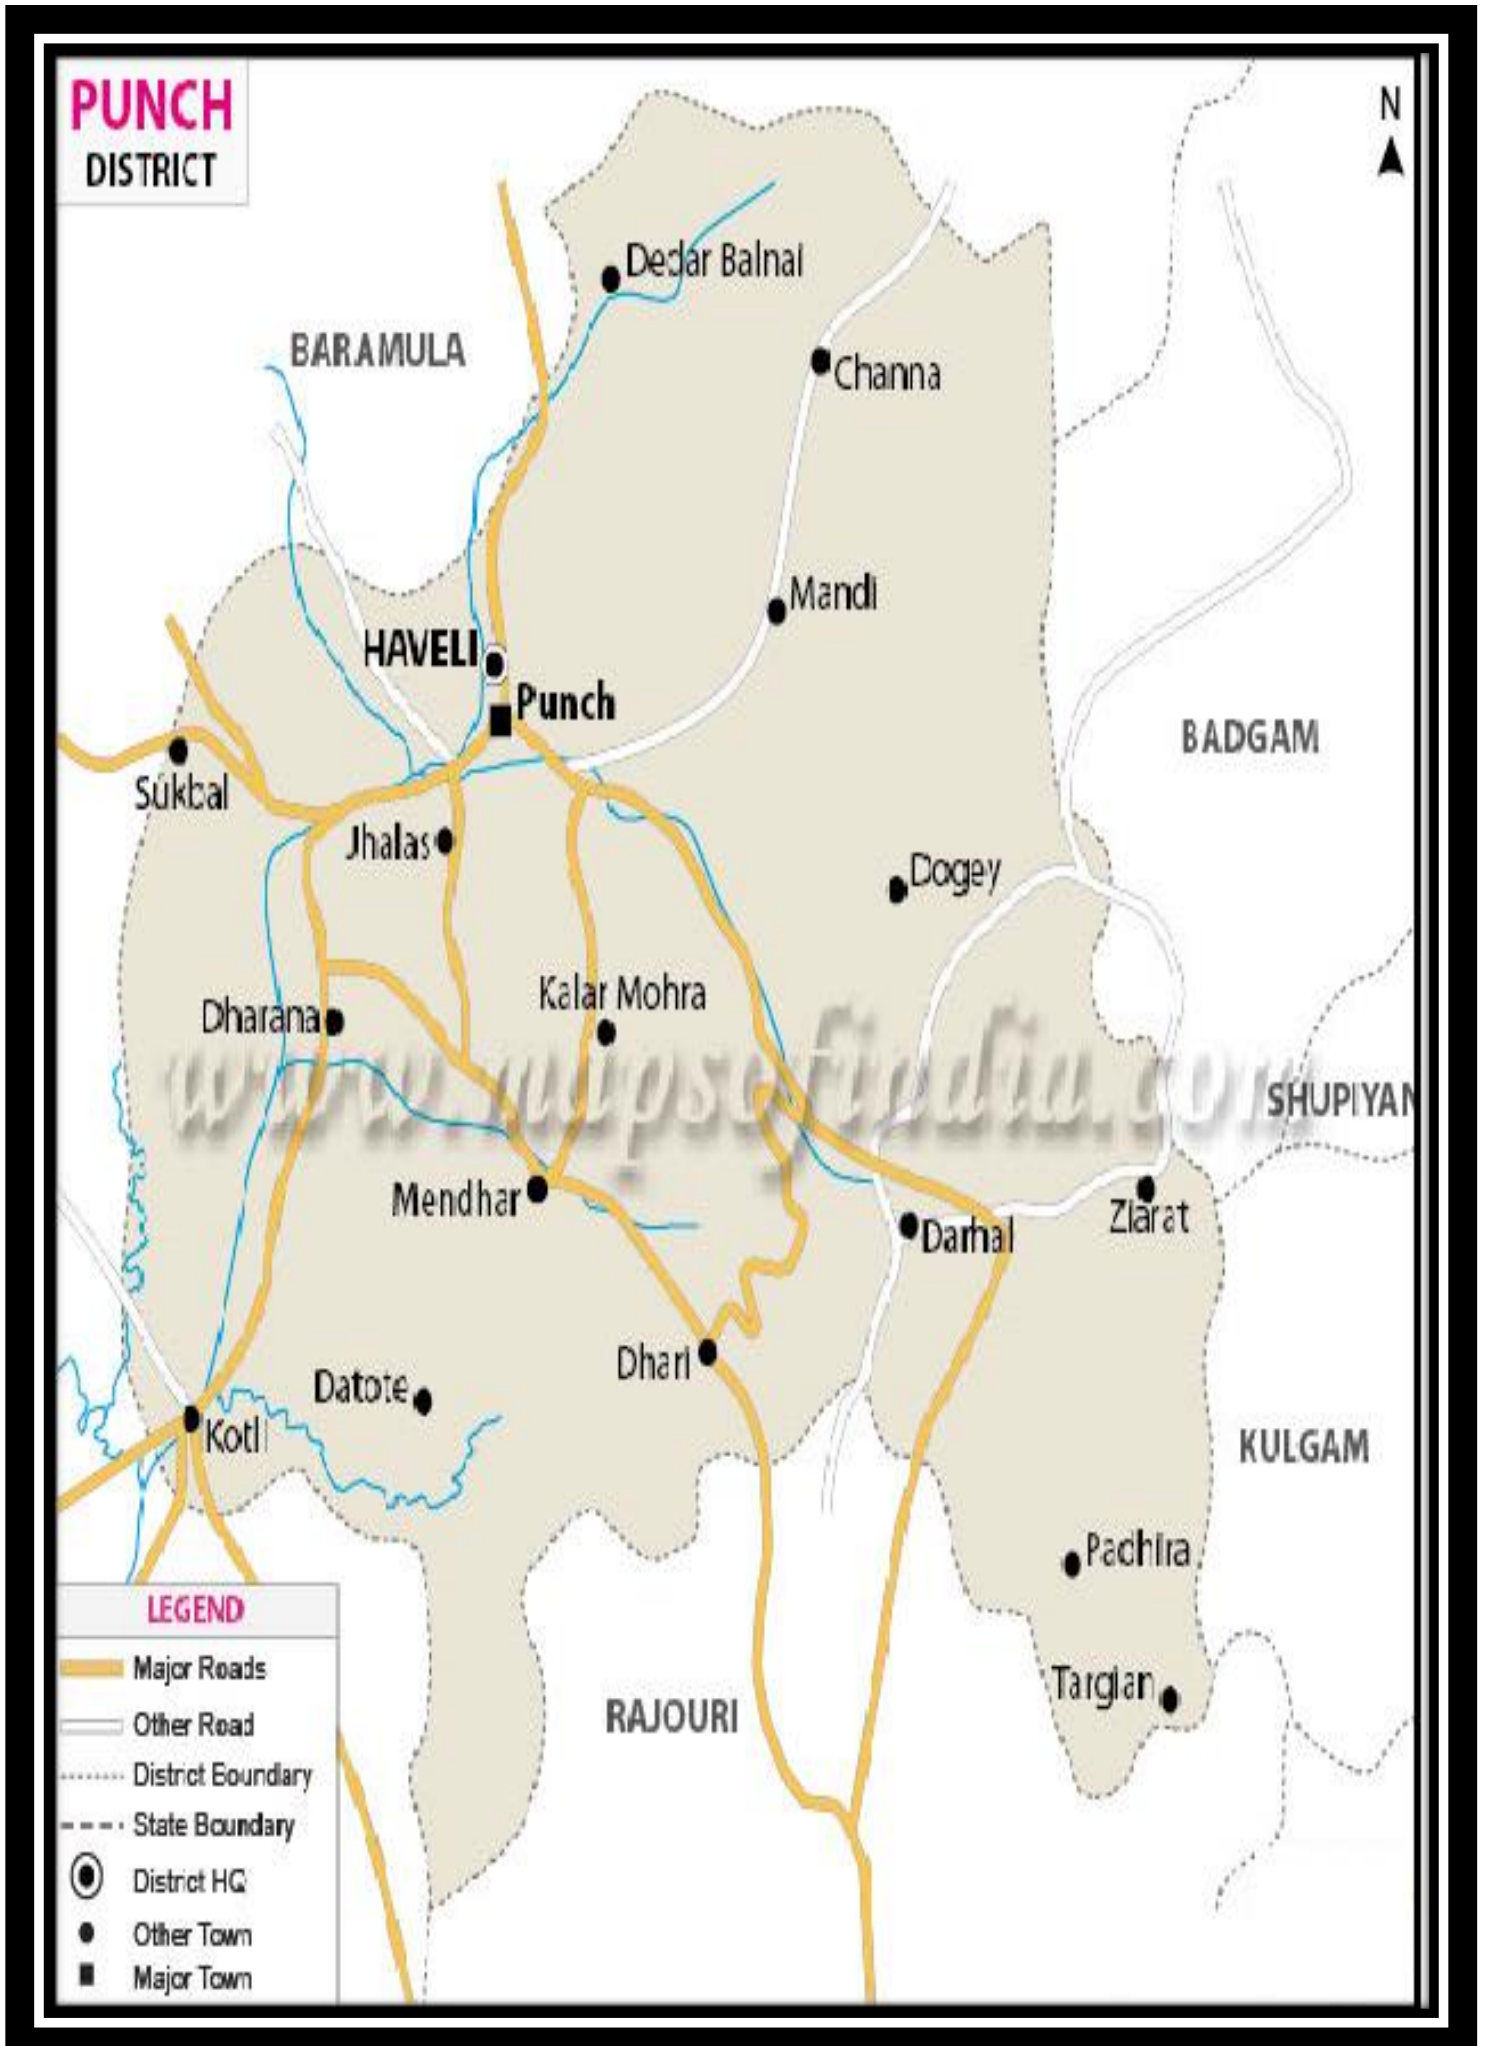 PUNCH
DISTRICT
N
Dedar Balnai
BARAMULA
Channa
Mandi
HAVELI
Punch
BADGAM
Sukbal
Jhalas
Dogey
Kalar Mohra
Dharana
www.mapsofindia.com
SHUPIYAN
Mendhar
Ziarat
Darhal
Dhari
Datote
Kotli
KULGAM
Padhira
LEGEND
Major Roads
Targian
RAJOURI
Other Road
District Boundary
State Boundary
District HQ
Other Town
Major Town